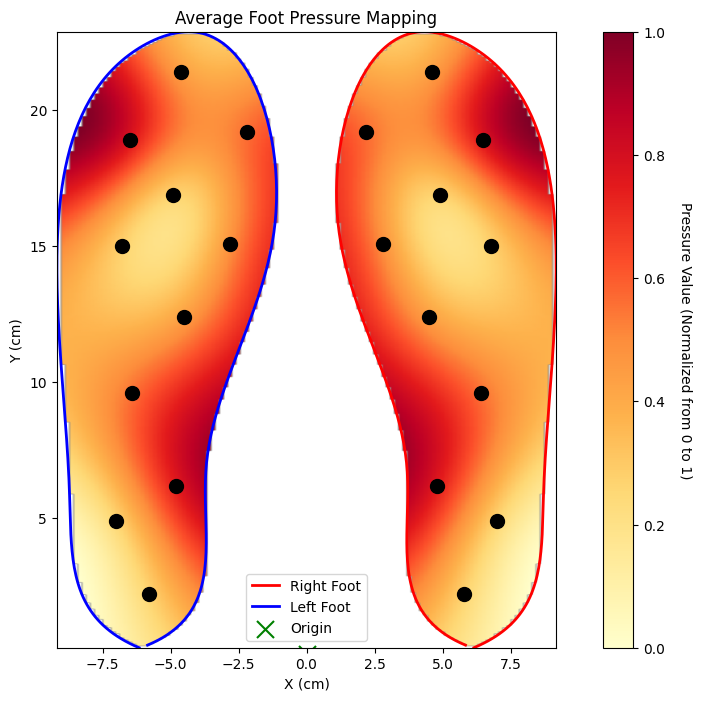 Average Foot Pressure Mapping
Y (cm)
20
15
10
5
-7.5 -5.0 -2.5 0.0 2.5 5.0 7.5
X (cm)
Right Foot
Left Foot
Origin
1.0
0.8
0.6
0.4
0.2
0.0
Pressure Value (Normalized from 0 to 1)